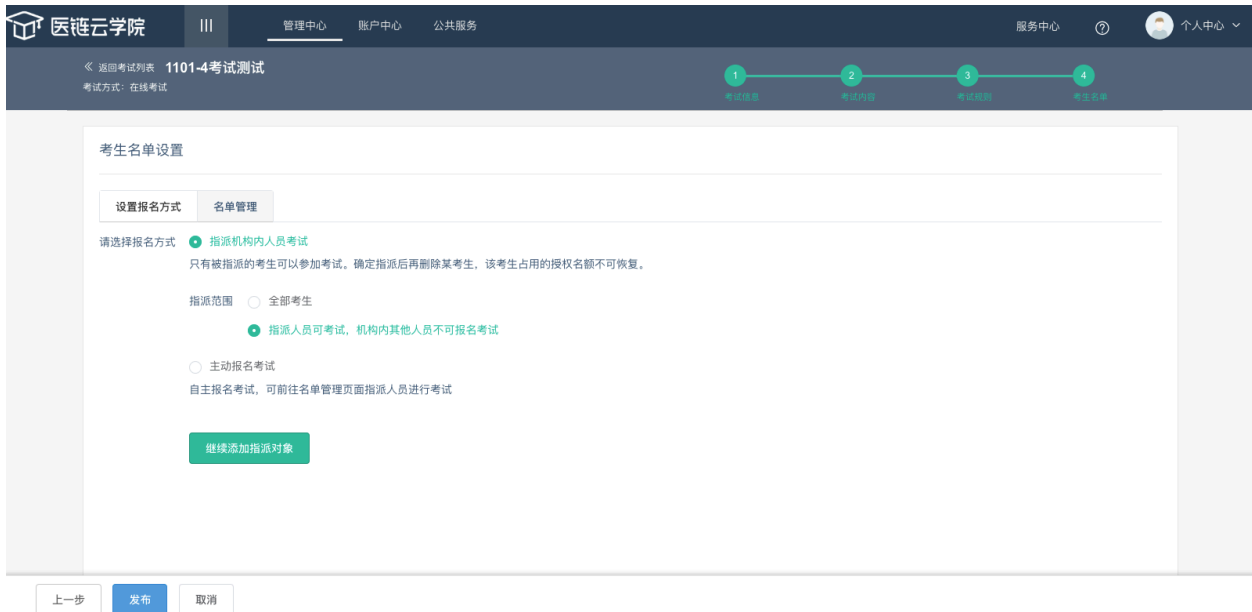 医链云学院
管理中心 账户中心 公共服务
服务中心 ? 个人中心
《 返回考试列表 1101-4考试测试
考试方式：在线考试
1 2 3 4
考试信息 考试内容 考试规则 考生名单
考生名单设置
设置报名方式 名单管理
请选择报名方式 指派机构内人员考试
只有被指派的考生可以参加考试。确定指派后再删除某考生，该考生占用的授权名额不可恢复。
指派范围 全部考生
指派人员可考试，机构内其他人员不可报名考试
主动报名考试
自主报名考试，可前往名单管理页面指派人员进行考试
继续添加指派对象
上一步 发布 取消